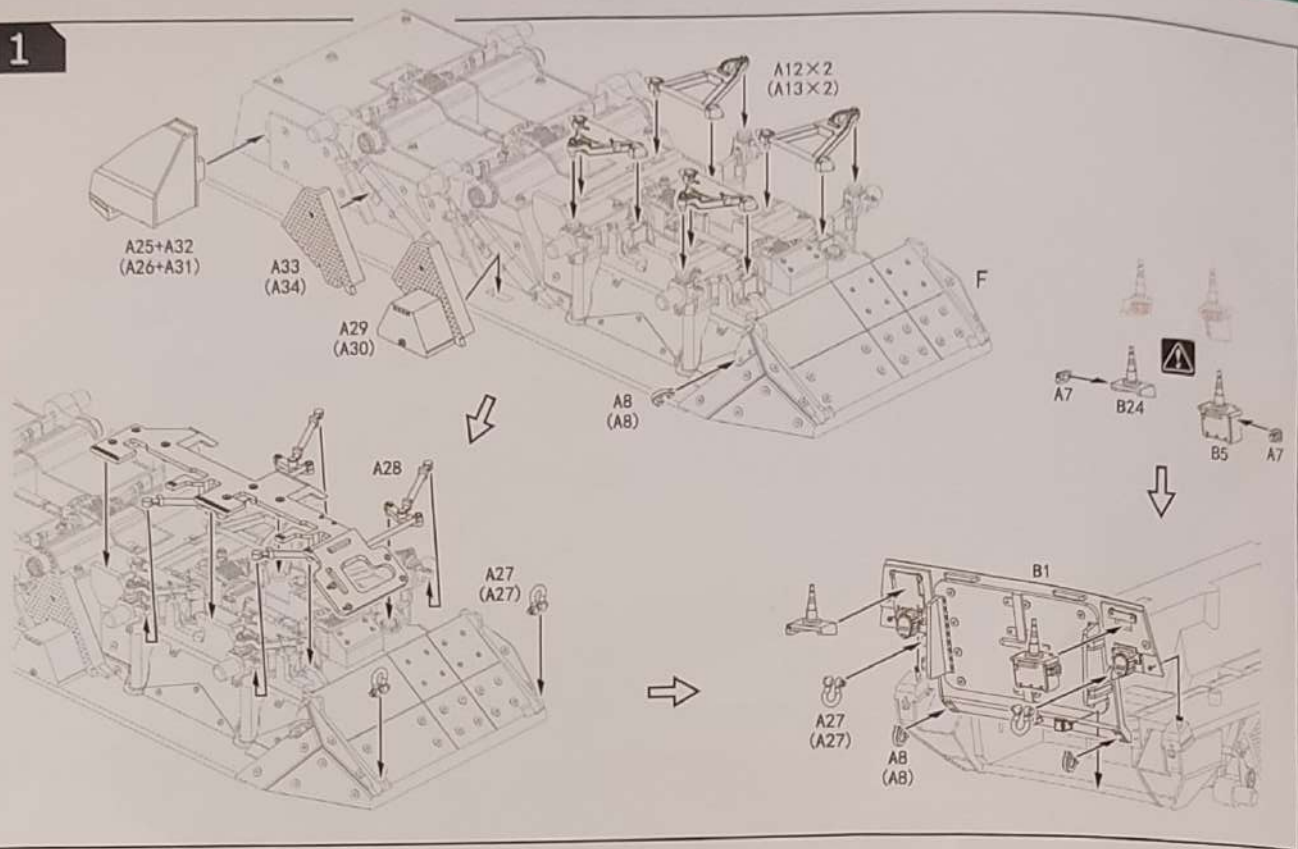 1
A12×2
(A13×2)
A25+A32
(A26+A31)
A33
(A34)
A29
(A30)
F
A8
(A8)
A7
B24
B5
A7
A28
A27
(A27)
B1
A27
(A27)
A8
(A8)